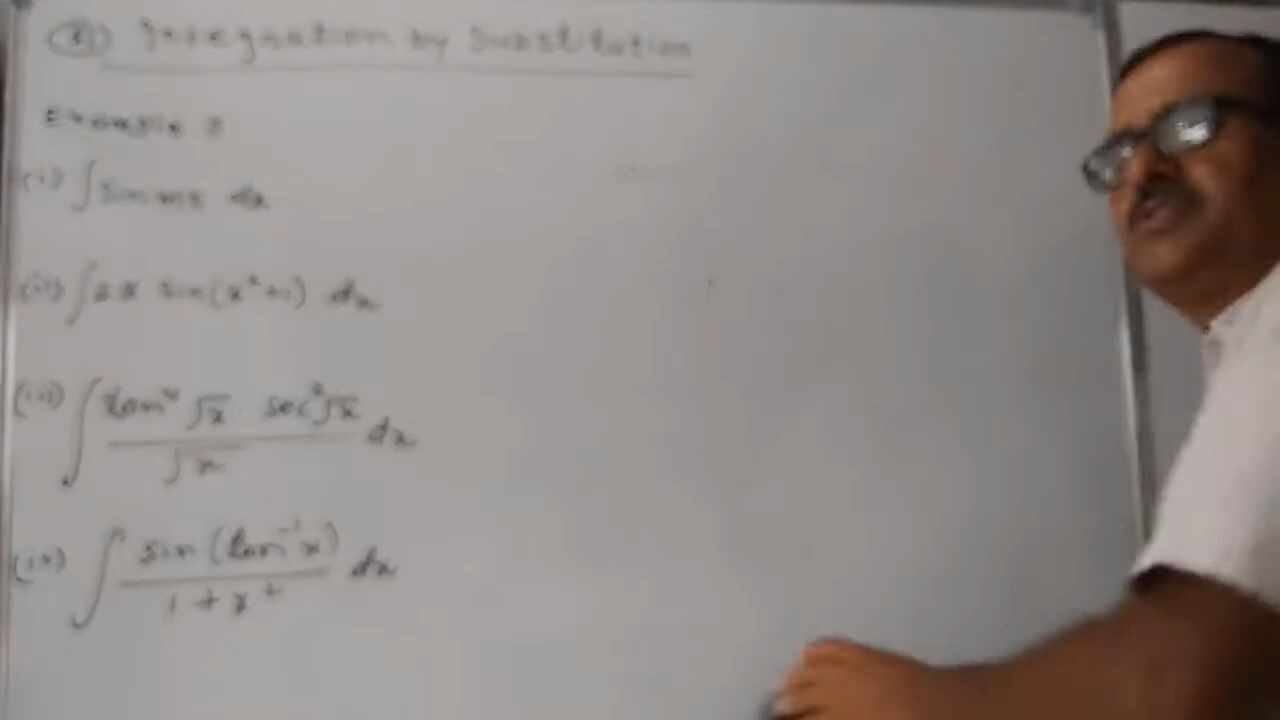 (8) Integration by Substitution
Example :
(i) ∫ sin mx dx
(ii) ∫ 2x sin(x²+1) dx
(iii) ∫ tan⁴ √x · sec² √x / √x dx
(iv) ∫ sin (tan⁻¹x) / 1 + x² dx